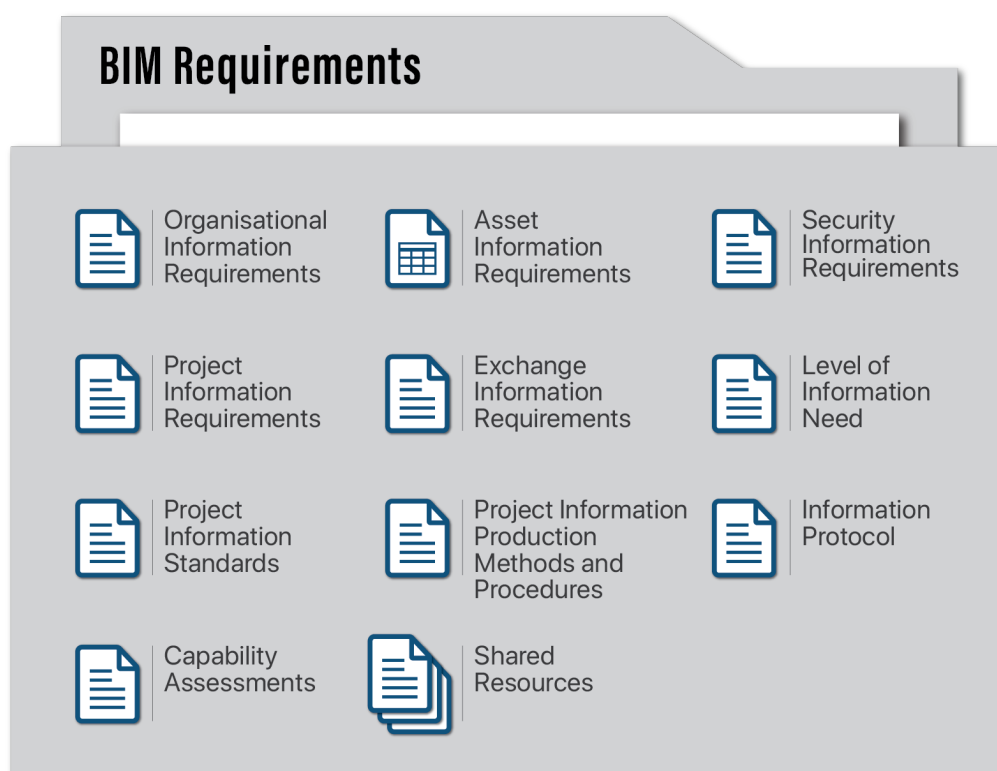 BIM Requirements
Organisational
Information
Requirements
Asset
Information
Requirements
Security
Information
Requirements
Project
Information
Requirements
Exchange
Information
Requirements
Level of
Information
Need
Project
Information
Standards
Project Information
Production
Methods and
Procedures
Information
Protocol
Capability
Assessments
Shared
Resources